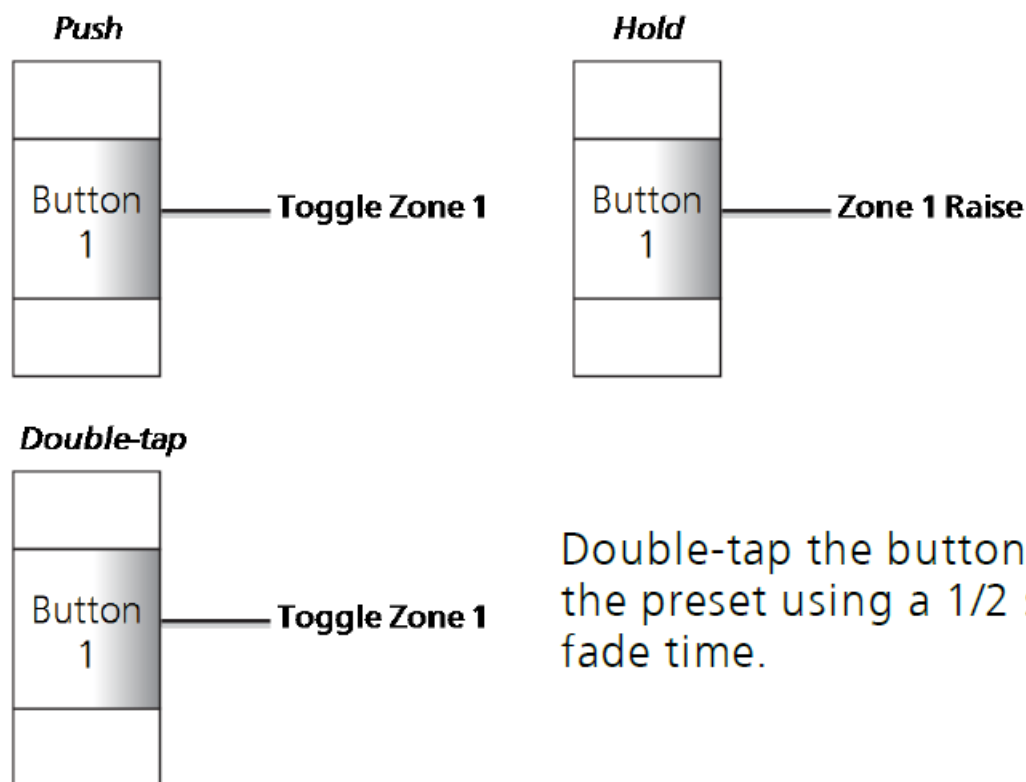 Push
Hold
Button
1
Toggle Zone 1
Button
1
Zone 1 Raise
Double-tap
Button
1
Toggle Zone 1
Double-tap the button
the preset using a 1/2
fade time.